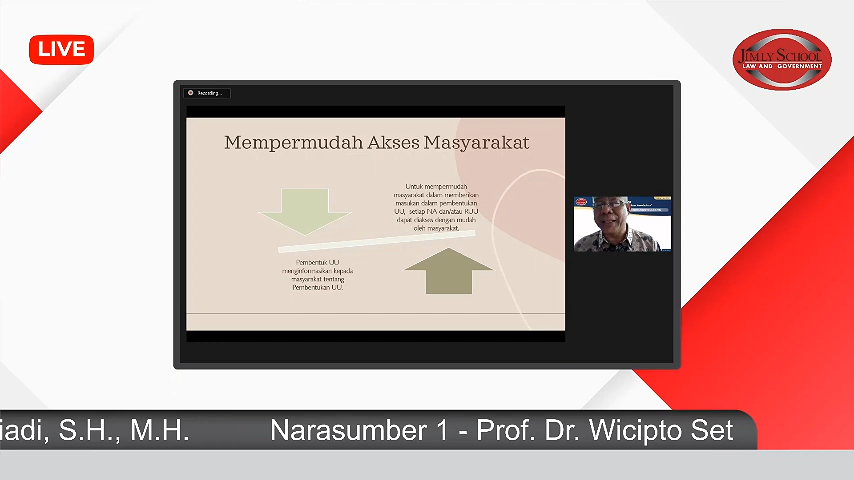 LIVE
JIMLY SCHOOL
LAW AND GOVERNMENT
Recording...
Mempermudah Akses Masyarakat
Untuk mempermudah
masyarakat dalam memberikan
masukan dalam pembentukan
UU, setiap NA dan/atau RUU
dapat diakses dengan mudah
oleh masyarakat.
Pembentuk UU
menginformasikan kepada
masyarakat tentang
Pembentukan UU.
iadi, S.H., M.H. Narasumber 1 - Prof. Dr. Wicipto Set